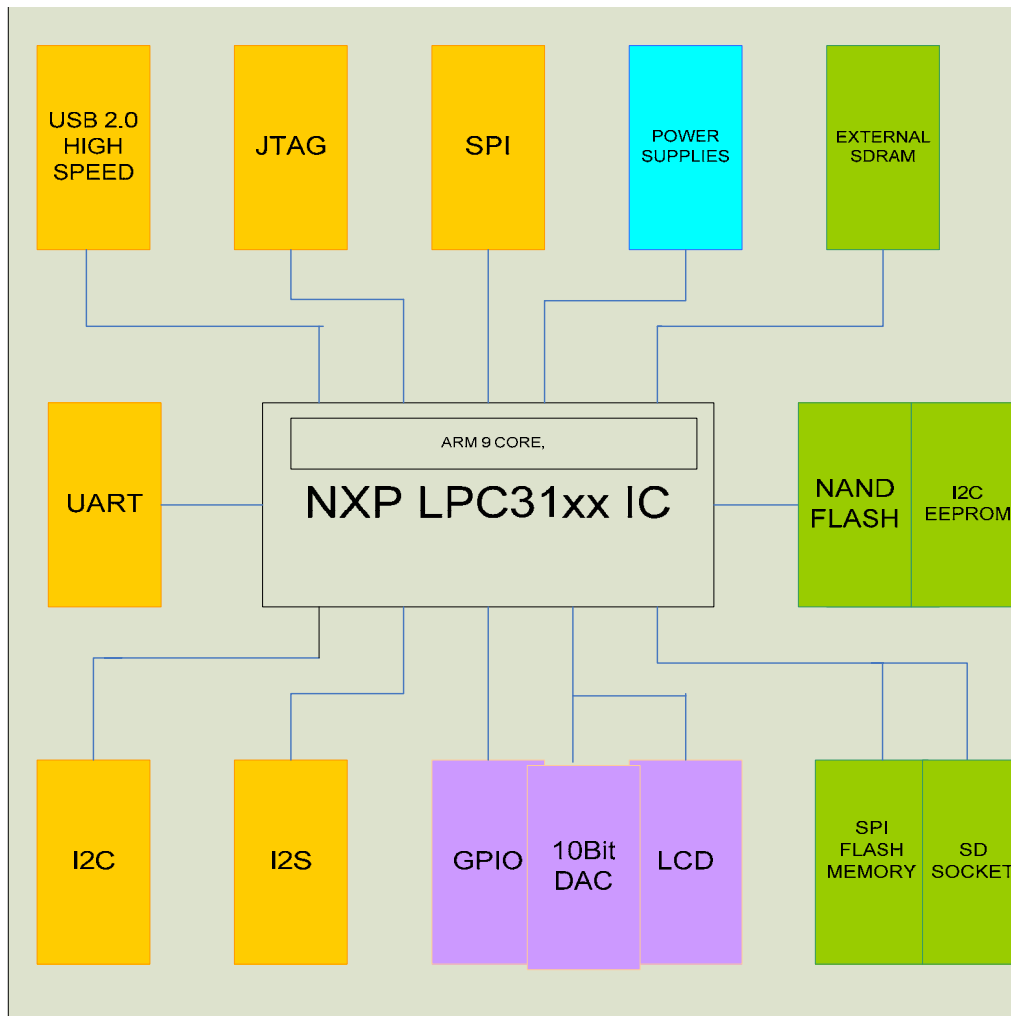 USB 2.0
HIGH
SPEED
JTAG
SPI
POWER
SUPPLIES
EXTERNAL
SDRAM
UART
ARM 9 CORE,
NXP LPC31xx IC
NAND
FLASH
I2C
EEPROM
I2C
I2S
GPIO
10Bit
DAC
LCD
SPI
FLASH
MEMORY
SD
SOCKET